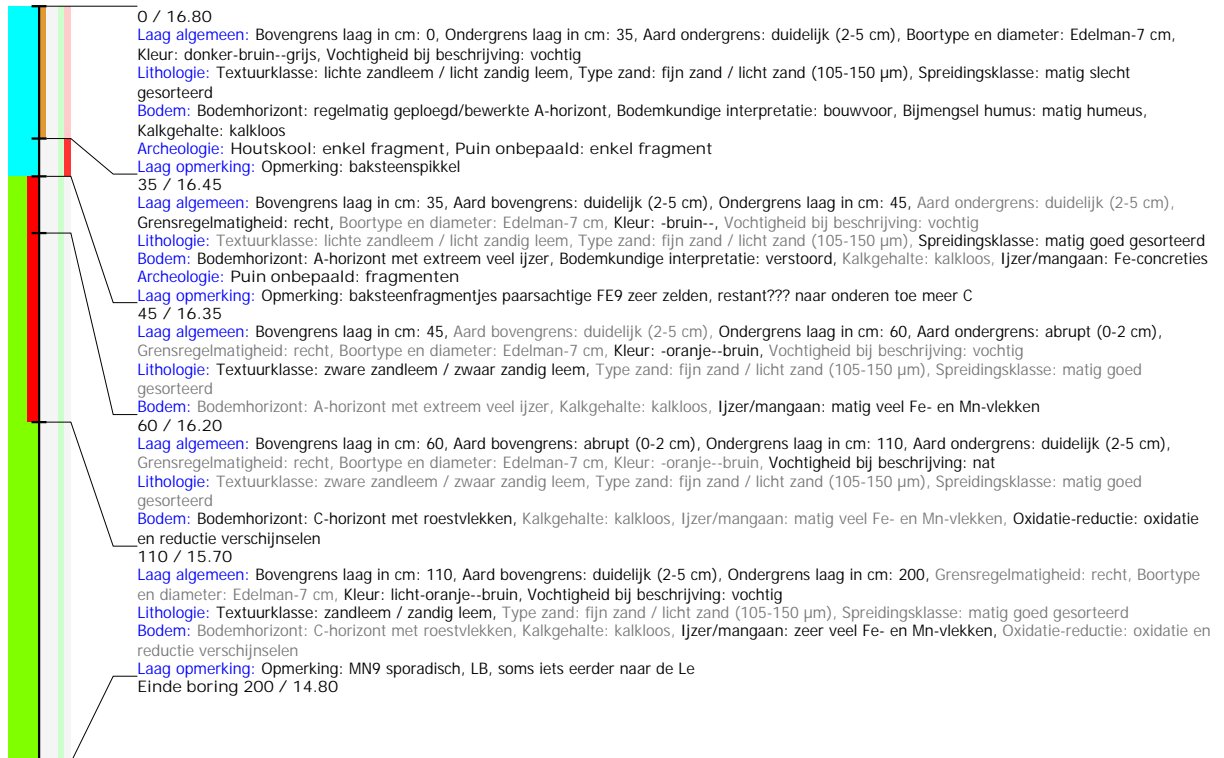 0 / 16.80
Laag algemeen: Bovengrens laag in cm: 0, Ondergrens laag in cm: 35, Aard ondergrens: duidelijk (2-5 cm), Boortype en diameter: Edelman-7 cm,
Kleur: donker-bruin--grijs, Vochtigheid bij beschrijving: vochtig
Lithologie: Textuurklasse: lichte zandleem / licht zandig leem, Type zand: fijn zand / licht zand (105-150 µm), Spreidingsklasse: matig slecht
gesorteerd
Bodem: Bodemhorizont: regelmatig geploegd/bewerkte A-horizont, Bodemkundige interpretatie: bouwvoor, Bijmengsel humus: matig humeus,
Kalkgehalte: kalkloos
Archeologie: Houtskool: enkel fragment, Puin onbepaald: enkel fragment
Laag opmerking: Opmerking: baksteenspikkel
35 / 16.45
Laag algemeen: Bovengrens laag in cm: 35, Aard bovengrens: duidelijk (2-5 cm), Ondergrens laag in cm: 45, Aard ondergrens: duidelijk (2-5 cm),
Grensregelmatigheid: recht, Boortype en diameter: Edelman-7 cm, Kleur: -bruin--, Vochtigheid bij beschrijving: vochtig
Lithologie: Textuurklasse: lichte zandleem / licht zandig leem, Type zand: fijn zand / licht zand (105-150 µm), Spreidingsklasse: matig goed gesorteerd
Bodem: Bodemhorizont: A-horizont met extreem veel ijzer, Bodemkundige interpretatie: verstoord, Kalkgehalte: kalkloos, Ijzer/mangaan: Fe-concreties
Archeologie: Puin onbepaald: fragmenten
Laag opmerking: Opmerking: baksteenfragmentjes paarsachtige FE9 zeer zelden, restant??? naar onderen toe meer C
45 / 16.35
Laag algemeen: Bovengrens laag in cm: 45, Aard bovengrens: duidelijk (2-5 cm), Ondergrens laag in cm: 60, Aard ondergrens: abrupt (0-2 cm),
Grensregelmatigheid: recht, Boortype en diameter: Edelman-7 cm, Kleur: -oranje--bruin, Vochtigheid bij beschrijving: vochtig
Lithologie: Textuurklasse: zware zandleem / zwaar zandig leem, Type zand: fijn zand / licht zand (105-150 µm), Spreidingsklasse: matig goed
gesorteerd
Bodem: Bodemhorizont: A-horizont met extreem veel ijzer, Kalkgehalte: kalkloos, Ijzer/mangaan: matig veel Fe- en Mn-vlekken
60 / 16.20
Laag algemeen: Bovengrens laag in cm: 60, Aard bovengrens: abrupt (0-2 cm), Ondergrens laag in cm: 110, Aard ondergrens: duidelijk (2-5 cm),
Grensregelmatigheid: recht, Boortype en diameter: Edelman-7 cm, Kleur: -oranje--bruin, Vochtigheid bij beschrijving: nat
Lithologie: Textuurklasse: zware zandleem / zwaar zandig leem, Type zand: fijn zand / licht zand (105-150 µm), Spreidingsklasse: matig goed
gesorteerd
Bodem: Bodemhorizont: C-horizont met roestvlekken, Kalkgehalte: kalkloos, Ijzer/mangaan: matig veel Fe- en Mn-vlekken, Oxidatie-reductie: oxidatie
en reductie verschijnselen
110 / 15.70
Laag algemeen: Bovengrens laag in cm: 110, Aard bovengrens: duidelijk (2-5 cm), Ondergrens laag in cm: 200, Grensregelmatigheid: recht, Boortype
en diameter: Edelman-7 cm, Kleur: licht-oranje--bruin, Vochtigheid bij beschrijving: vochtig
Lithologie: Textuurklasse: zandleem / zandig leem, Type zand: fijn zand / licht zand (105-150 µm), Spreidingsklasse: matig goed gesorteerd
Bodem: Bodemhorizont: C-horizont met roestvlekken, Kalkgehalte: kalkloos, Ijzer/mangaan: zeer veel Fe- en Mn-vlekken, Oxidatie-reductie: oxidatie en
reductie verschijnselen
Laag opmerking: Opmerking: MN9 sporadisch, LB, soms iets eerder naar de Le
Einde boring 200 / 14.80